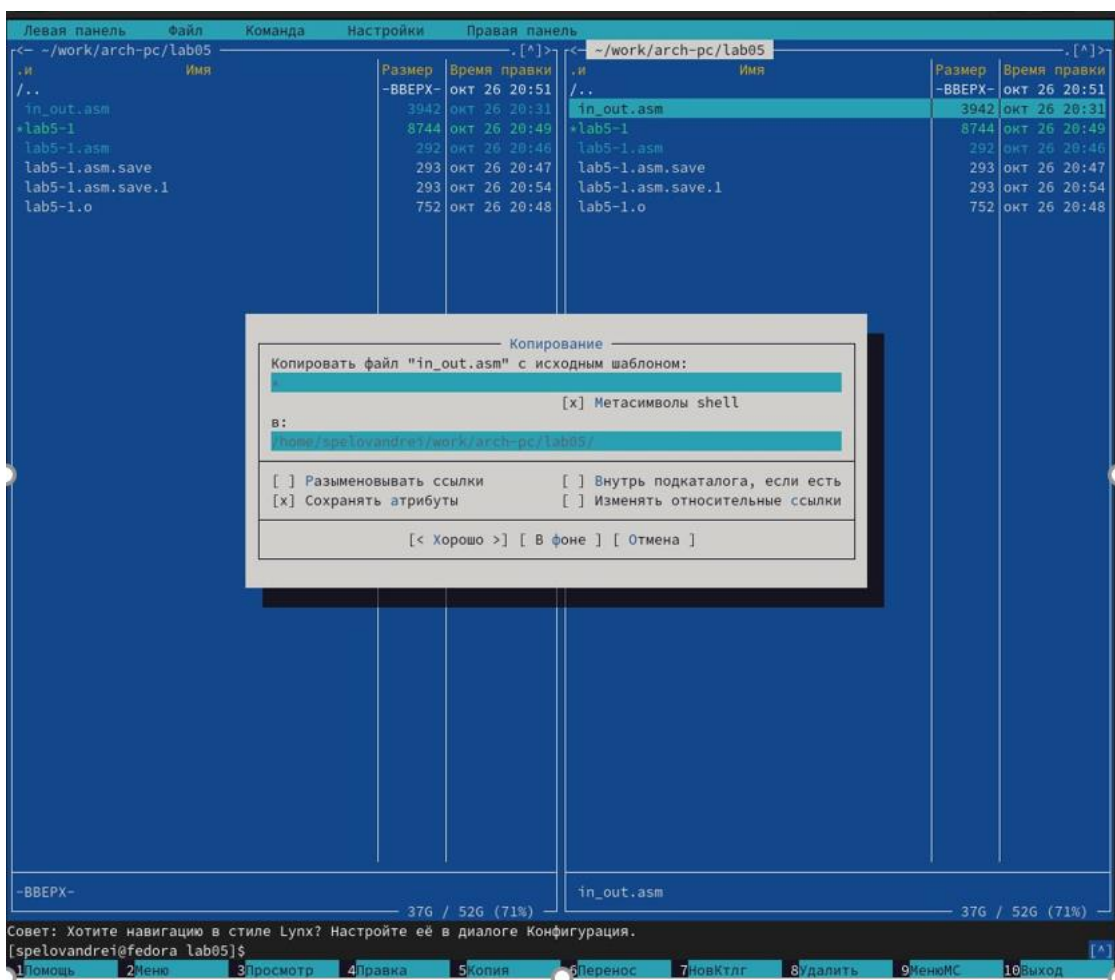 Левая панель Файл Команда Настройки Правая панель
<— ~/work/arch-pc/lab05 .[^]>
.и Имя Размер Время правки
/.. -ВВЕРХ- окт 26 20:51
in_out.asm 3942 окт 26 20:31
*lab5-1 8744 окт 26 20:49
lab5-1.asm 292 окт 26 20:46
lab5-1.asm.save 293 окт 26 20:47
lab5-1.asm.save.1 293 окт 26 20:54
lab5-1.o 752 окт 26 20:48
-ВВЕРХ-
37G / 52G (71%)
<— ~/work/arch-pc/lab05 .[^]>
.и Имя Размер Время правки
/.. -ВВЕРХ- окт 26 20:51
in_out.asm 3942 окт 26 20:31
*lab5-1 8744 окт 26 20:49
lab5-1.asm 292 окт 26 20:46
lab5-1.asm.save 293 окт 26 20:47
lab5-1.asm.save.1 293 окт 26 20:54
lab5-1.o 752 окт 26 20:48
in_out.asm
37G / 52G (71%)
Копирование
Копировать файл "in_out.asm" с исходным шаблоном:
*
[x] Метасимволы shell
в:
/home/spelovandrei/work/arch-pc/lab05/
[ ] Разыменовывать ссылки [ ] Внутрь подкаталога, если есть
[x] Сохранять атрибуты [ ] Изменять относительные ссылки
[< Хорошо >] [ В фоне ] [ Отмена ]
Совет: Хотите навигацию в стиле Lynx? Настройте её в диалоге Конфигурация.
[spelovandrei@fedora lab05]$ [^]
1Помощь 2Меню 3Просмотр 4Правка 5Копия 6Перенос 7НовКтлг 8Удалить 9МенюМС 10Выход